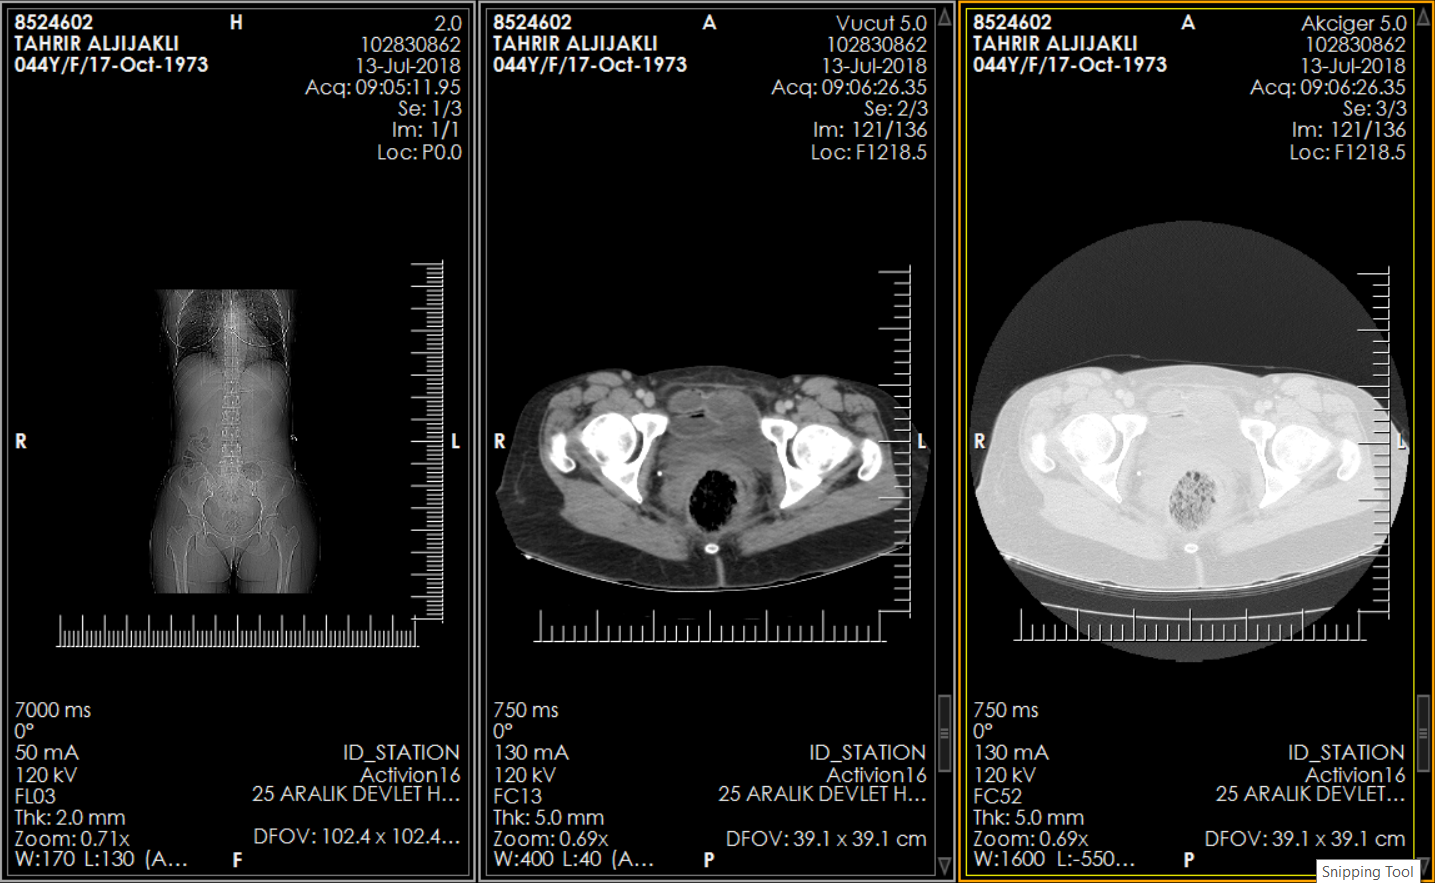 8524602 H 2.0
TAHRIR ALJIJAKLI 102830862
044Y/F/17-Oct-1973 13-Jul-2018
Acq: 09:05:11.95
Se: 1/3
Im: 1/1
Loc: P0.0
R L
7000 ms
0°
50 mA ID_STATION
120 kV Activion16
FL03 25 ARALIK DEVLET H...
Thk: 2.0 mm
Zoom: 0.71x DFOV: 102.4 x 102.4...
W:170 L:130 (A... F
8524602 A Vucut 5.0
TAHRIR ALJIJAKLI 102830862
044Y/F/17-Oct-1973 13-Jul-2018
Acq: 09:06:26.35
Se: 2/3
Im: 121/136
Loc: F1218.5
R L
750 ms
0°
130 mA ID_STATION
120 kV Activion16
FC13 25 ARALIK DEVLET H...
Thk: 5.0 mm
Zoom: 0.69x DFOV: 39.1 x 39.1 cm
W:400 L:40 (A... P
8524602 A Akciger 5.0
TAHRIR ALJIJAKLI 102830862
044Y/F/17-Oct-1973 13-Jul-2018
Acq: 09:06:26.35
Se: 3/3
Im: 121/136
Loc: F1218.5
R L
750 ms
0°
130 mA ID_STATION
120 kV Activion16
FC52 25 ARALIK DEVLET...
Thk: 5.0 mm
Zoom: 0.69x DFOV: 39.1 x 39.1 cm
W:1600 L:-550... P
Snipping Tool